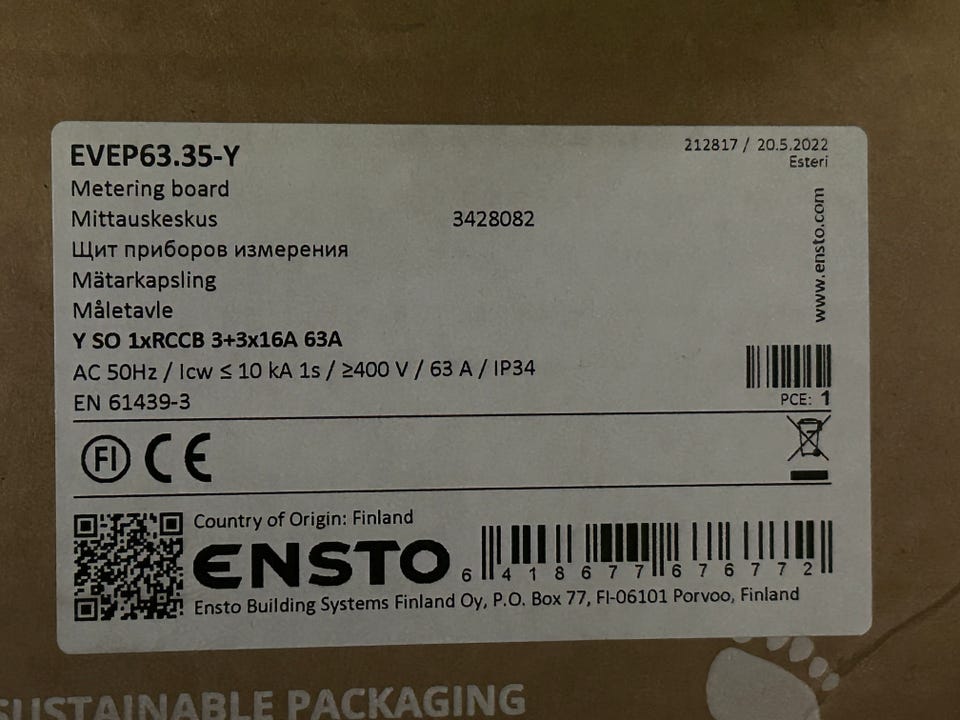 EVEP63.35-Y
212817 / 20.5.2022
Esteri
Metering board
Mittauskeskus 3428082
Щит приборов измерения
Mätarkapsling
Måletavle
www.ensto.com
Y SO 1xRCCB 3+3x16A 63A
AC 50Hz / Icw ≤ 10 kA 1s / ≥400 V / 63 A / IP34
EN 61439-3
PCE: 1
FI CE
Country of Origin: Finland
ENSTO
6 418677 676772
Ensto Building Systems Finland Oy, P.O. Box 77, FI-06101 Porvoo, Finland
SUSTAINABLE PACKAGING